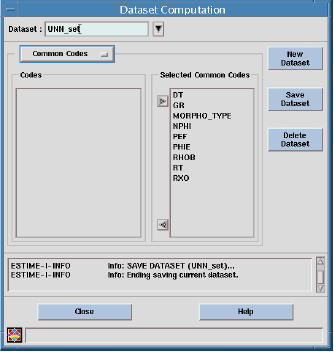 Dataset Computation
Dataset : UNN_set
Common Codes
New Dataset
Codes
Selected Common Codes
DT
GR
MORPHO_TYPE
NPHI
PEF
PHIE
RHOB
RT
RXO
Save Dataset
Delete Dataset
ESTIME-I-INFO Info: SAVE DATASET (UNN_set)...
ESTIME-I-INFO Info: Ending saving current dataset.
Close
Help